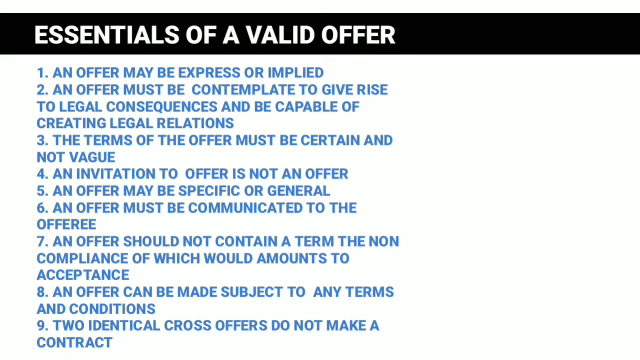 ESSENTIALS OF A VALID OFFER
1. AN OFFER MAY BE EXPRESS OR IMPLIED
2. AN OFFER MUST BE CONTEMPLATE TO GIVE RISE
TO LEGAL CONSEQUENCES AND BE CAPABLE OF
CREATING LEGAL RELATIONS
3. THE TERMS OF THE OFFER MUST BE CERTAIN AND
NOT VAGUE
4. AN INVITATION TO OFFER IS NOT AN OFFER
5. AN OFFER MAY BE SPECIFIC OR GENERAL
6. AN OFFER MUST BE COMMUNICATED TO THE
OFFEREE
7. AN OFFER SHOULD NOT CONTAIN A TERM THE NON
COMPLIANCE OF WHICH WOULD AMOUNTS TO
ACCEPTANCE
8. AN OFFER CAN BE MADE SUBJECT TO ANY TERMS
AND CONDITIONS
9. TWO IDENTICAL CROSS OFFERS DO NOT MAKE A
CONTRACT